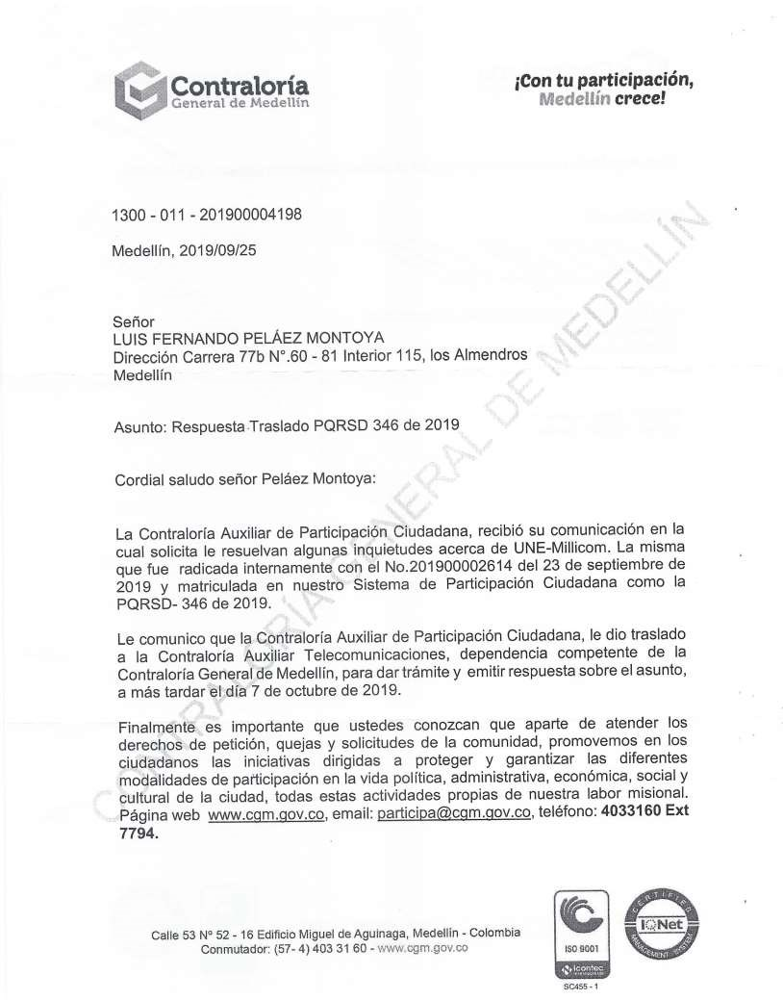 Contraloría
General de Medellín
¡Con tu participación,
Medellín crece!
1300 - 011 - 201900004198
Medellín, 2019/09/25
Señor
LUIS FERNANDO PELÁEZ MONTOYA
Dirección Carrera 77b N°.60 - 81 Interior 115, los Almendros
Medellín
Asunto: Respuesta Traslado PQRSD 346 de 2019
Cordial saludo señor Peláez Montoya:
La Contraloría Auxiliar de Participación Ciudadana, recibió su comunicación en la
cual solicita le resuelvan algunas inquietudes acerca de UNE-Millicom. La misma
que fue radicada internamente con el No.201900002614 del 23 de septiembre de
2019 y matriculada en nuestro Sistema de Participación Ciudadana como la
PQRSD- 346 de 2019.
Le comunico que la Contraloría Auxiliar de Participación Ciudadana, le dio traslado
a la Contraloría Auxiliar Telecomunicaciones, dependencia competente de la
Contraloría General de Medellín, para dar trámite y emitir respuesta sobre el asunto,
a más tardar el día 7 de octubre de 2019.
Finalmente es importante que ustedes conozcan que aparte de atender los
derechos de petición, quejas y solicitudes de la comunidad, promovemos en los
ciudadanos las iniciativas dirigidas a proteger y garantizar las diferentes
modalidades de participación en la vida política, administrativa, económica, social y
cultural de la ciudad, todas estas actividades propias de nuestra labor misional.
Página web www.cgm.gov.co, email: participa@cgm.gov.co, teléfono: 4033160 Ext
7794.
CONTRALORÍA GENERAL DE MEDELLÍN
Calle 53 N° 52 - 16 Edificio Miguel de Aguinaga, Medellín - Colombia
Conmutador: (57- 4) 403 31 60 - www.cgm.gov.co
ISO 9001
icontec
SC455 - 1
CERTIFIED
IQNet
MANAGEMENT SYSTEM